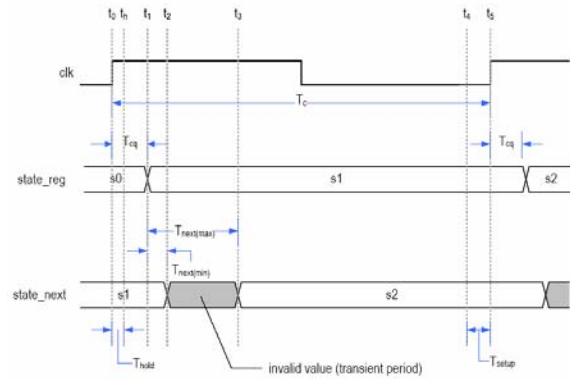 t0 th t1 t2 t3 t4 t5
clk
Tc
Tcq Tcq
state_reg s0 s1 s2
Tnext(max)
Tnext(min)
state_next s1 s2
Thold invalid value (transient period) Tsetup